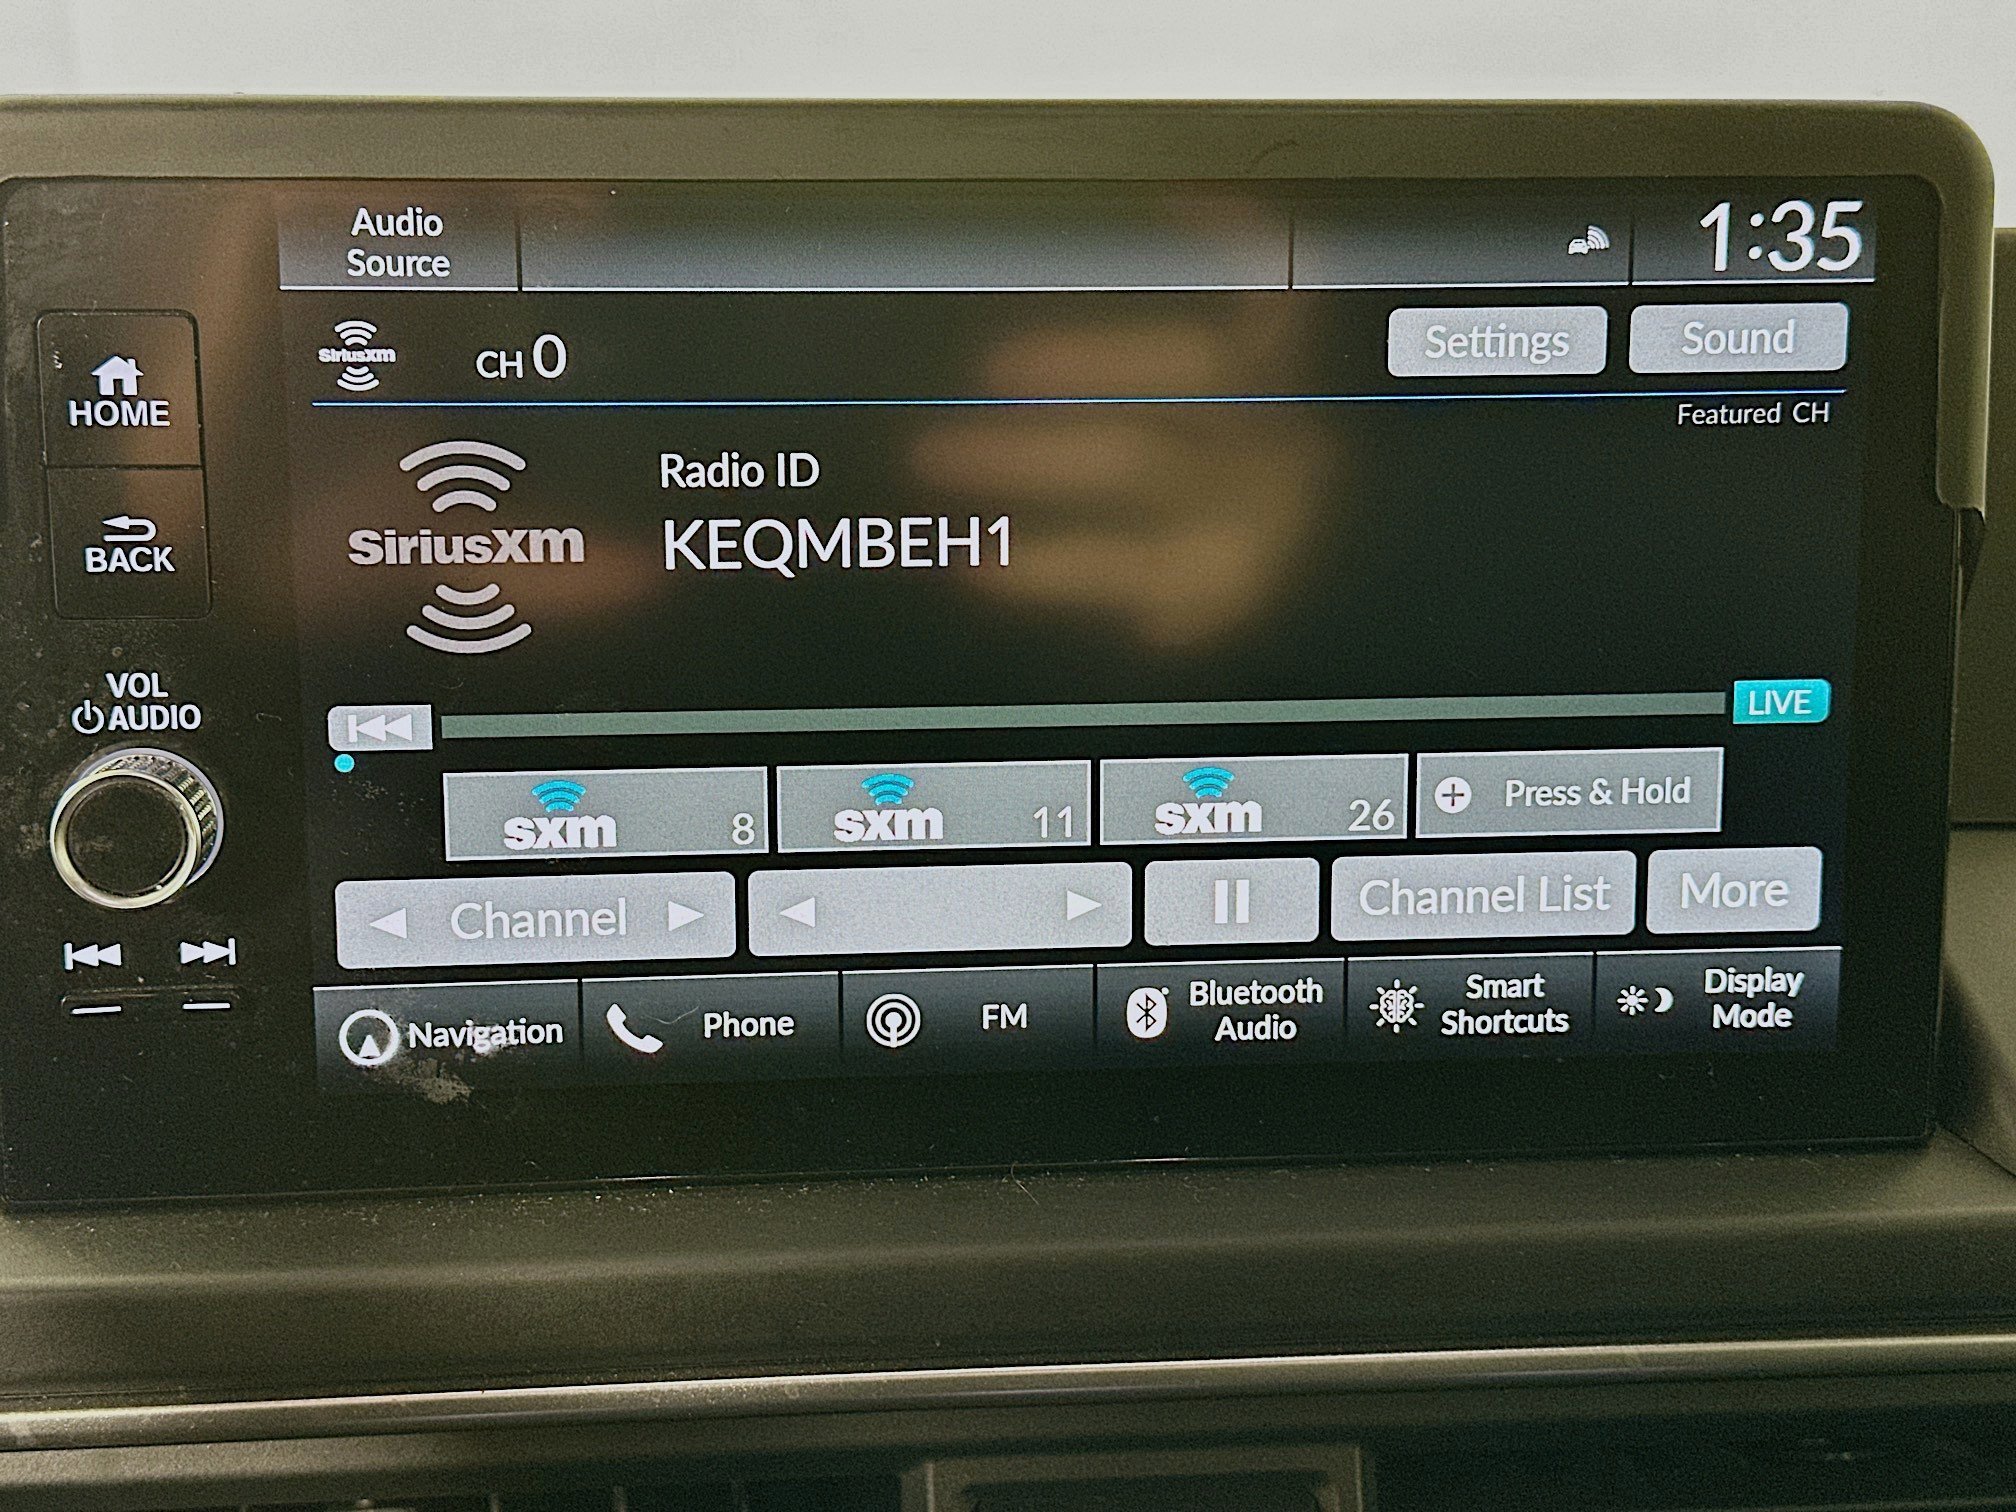 Audio
Source
1:35
HOME
BACK
VOL
AUDIO
SiriusXM
CH 0
Settings
Sound
Featured CH
SiriusXM
Radio ID
KEQMBEH1
LIVE
sxm 8
sxm 11
sxm 26
Press & Hold
Channel
Channel List
More
Navigation
Phone
FM
Bluetooth
Audio
Smart
Shortcuts
Display
Mode